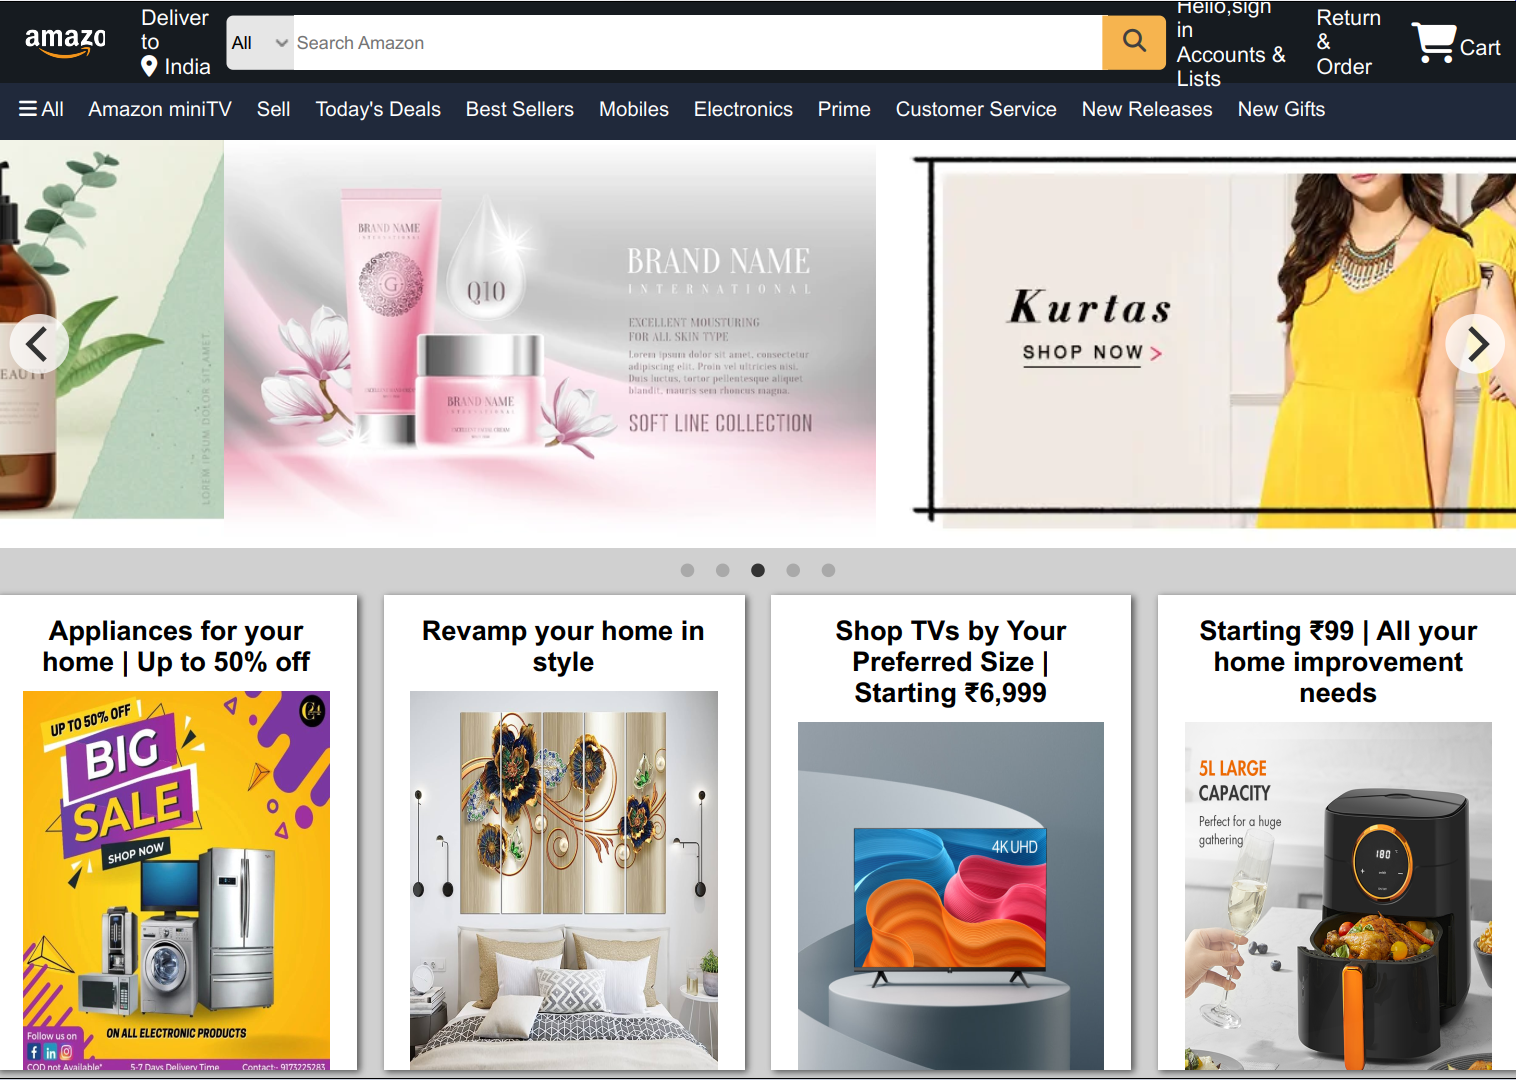 amazo
Deliver
to
India
All
Search Amazon
Hello,sign
in
Accounts &
Lists
Return
&
Order
Cart
All
Amazon miniTV
Sell
Today's Deals
Best Sellers
Mobiles
Electronics
Prime
Customer Service
New Releases
New Gifts
EAUTY
LOREM IPSUM DOLOR SIT AMET,
BRAND NAME
INTERNATIONAL
G
Q10
BRAND NAME
INTERNATIONAL
BRAND NAME
INTERNATIONAL
EXCELLENT MOUSTURING
FOR ALL SKIN TYPE
Lorem ipsum dolor sit amet, consectetur
adipiscing elit. Proin vel ultricies nisi.
Duis luctus, tortor pellentesque aliquet
blandit, mauris sem rhoncus magna.
SOFT LINE COLLECTION
Kurtas
SHOP NOW >
Appliances for your
home | Up to 50% off
UP TO 50% OFF
BIG
SALE
SHOP NOW
ON ALL ELECTRONIC PRODUCTS
Follow us on
COD not Available*
5-7 Days Delivery Time
Contact:- 9173225283
Revamp your home in
style
Shop TVs by Your
Preferred Size |
Starting ₹6,999
4K UHD
Starting ₹99 | All your
home improvement
needs
5L LARGE
CAPACITY
Perfect for a huge
gathering
180